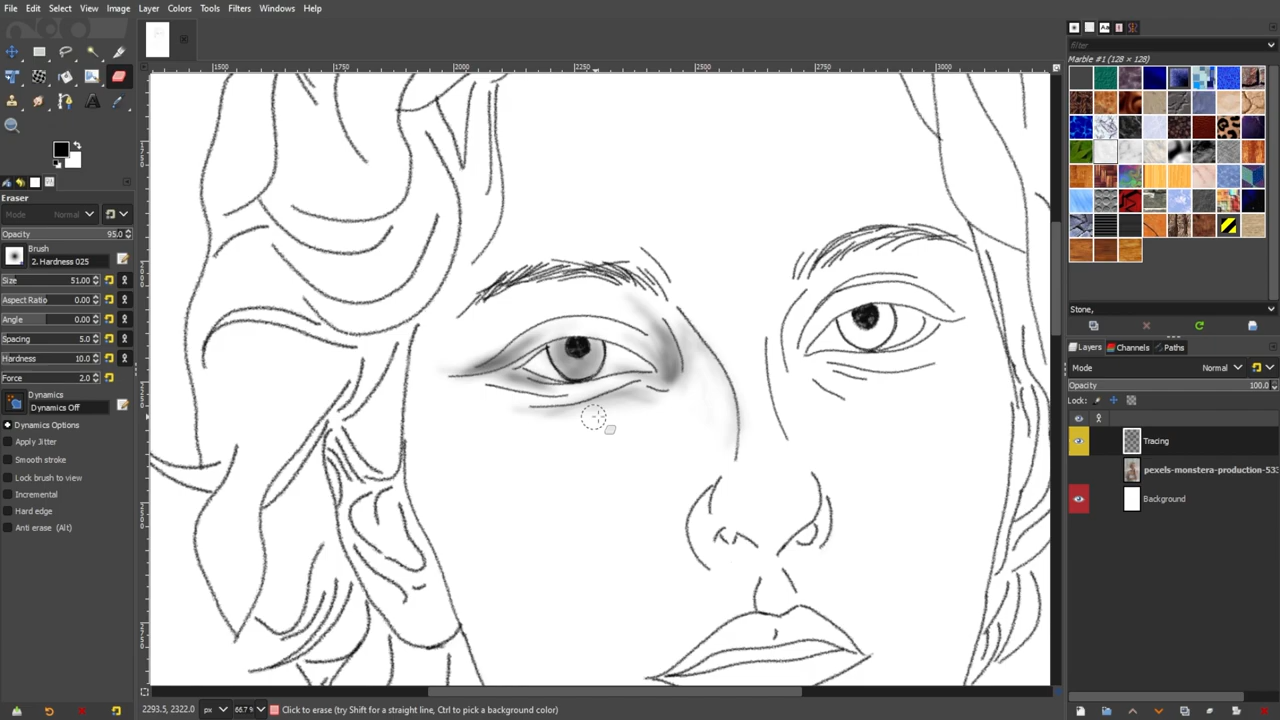 File Edit Select View Image Layer Colors Tools Filters Windows Help
1500 1750 2000 2250 2500 2750 3000
filter
Marble #1 (128 × 128)
Eraser
Mode Normal
Opacity 95.0
Brush
2. Hardness 025
Size 51.00
Aspect Ratio 0.00
Angle 0.00
Spacing 5.0
Hardness 10.0
Force 2.0
Dynamics
Dynamics Off
Dynamics Options
Apply Jitter
Smooth stroke
Lock brush to view
Incremental
Hard edge
Anti erase (Alt)
Stone,
Layers Channels Paths
Mode Normal
Opacity 100.0
Lock:
Tracing
pexels-monstera-production-533
Background
2293.5, 2322.0 px 66.7 % Click to erase (try Shift for a straight line, Ctrl to pick a background color)